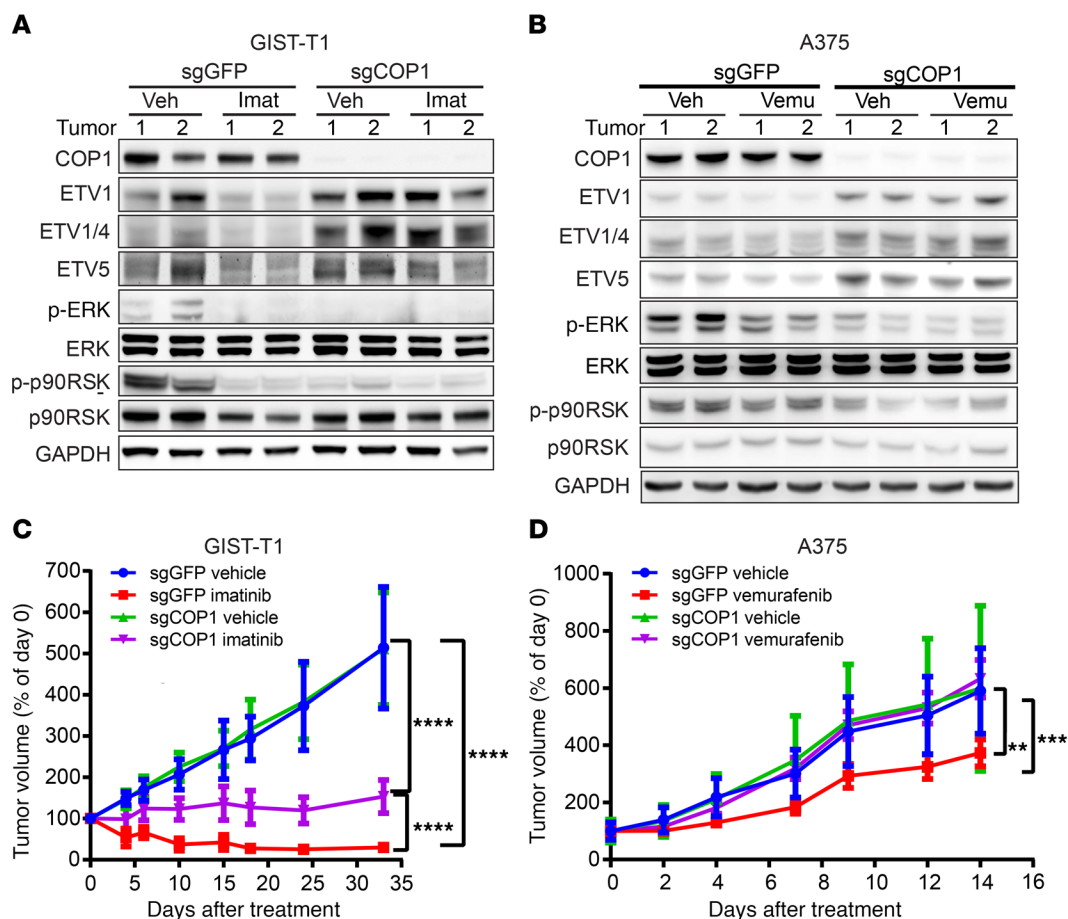 A
GIST-T1
sgGFP sgCOP1
Veh Imat Veh Imat
Tumor 1 2 1 2 1 2 1 2
COP1
ETV1
ETV1/4
ETV5
p-ERK
ERK
p-p90RSK
p90RSK
GAPDH
B
A375
sgGFP sgCOP1
Veh Vemu Veh Vemu
Tumor 1 2 1 2 1 2 1 2
COP1
ETV1
ETV1/4
ETV5
p-ERK
ERK
p-p90RSK
p90RSK
GAPDH
C
GIST-T1
Tumor volume (% of day 0)
700
600
500
400
300
200
100
0
sgGFP vehicle
sgGFP imatinib
sgCOP1 vehicle
sgCOP1 imatinib
****
****
****
0 5 10 15 20 25 30 35
Days after treatment
D
A375
Tumor volume (% of day 0)
1000
800
600
400
200
0
sgGFP vehicle
sgGFP vemurafenib
sgCOP1 vehicle
sgCOP1 vemurafenib
**
***
0 2 4 6 8 10 12 14 16
Days after treatment